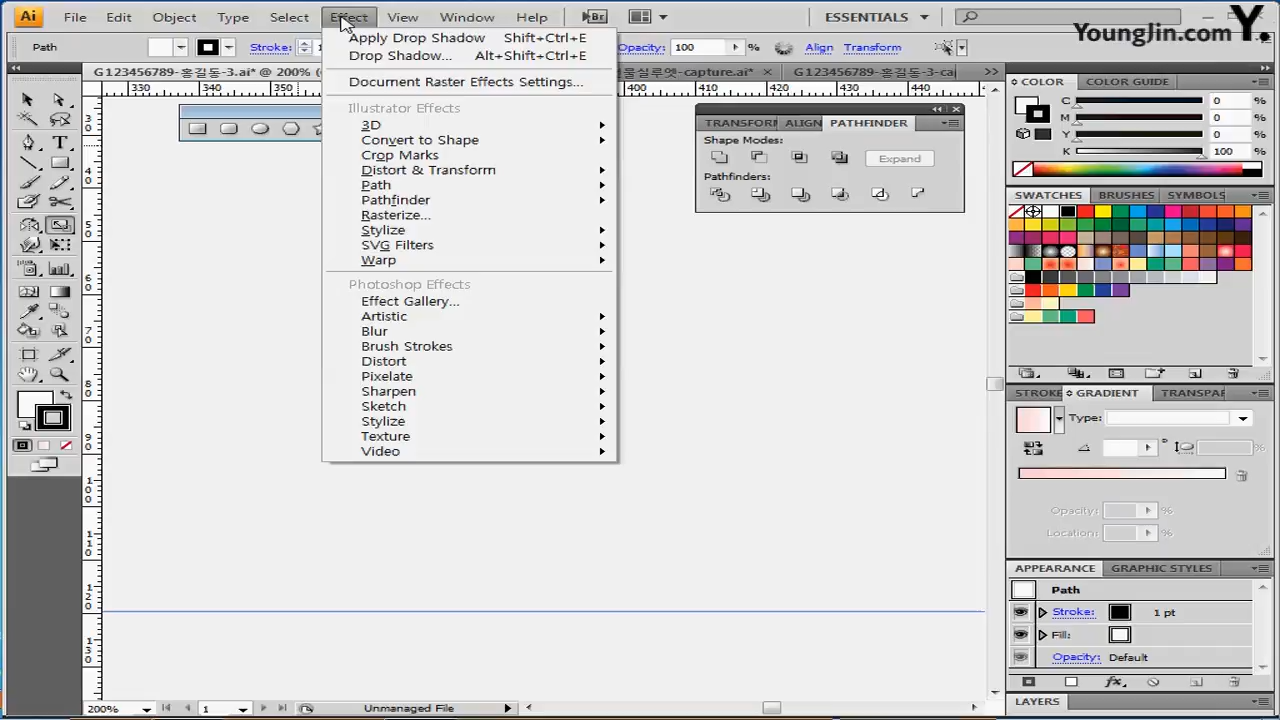 Ai File Edit Object Type Select Effect View Window Help Br ESSENTIALS
YoungJin.com Y.
Path Stroke: Opacity: 100 % Align Transform
G123456789-홍길동-3.ai* @ 200% (
물실루엣-capture.ai* × G123456789-홍길동-3-ca
330 340 350 400 410 420 430 440 450
Apply Drop Shadow Shift+Ctrl+E
Drop Shadow... Alt+Shift+Ctrl+E
Document Raster Effects Settings...
Illustrator Effects
3D
Convert to Shape
Crop Marks
Distort & Transform
Path
Pathfinder
Rasterize...
Stylize
SVG Filters
Warp
Photoshop Effects
Effect Gallery...
Artistic
Blur
Brush Strokes
Distort
Pixelate
Sharpen
Sketch
Stylize
Texture
Video
TRANSFORM ALIGN PATHFINDER
Shape Modes:
Expand
Pathfinders:
COLOR COLOR GUIDE
C 0 %
M 0 %
Y 0 %
K 100 %
SWATCHES BRUSHES SYMBOLS
STROKE GRADIENT TRANSPAR
Type:
Opacity: %
Location: %
APPEARANCE GRAPHIC STYLES
Path
Stroke: 1 pt
Fill:
Opacity: Default
LAYERS
200% 1 Unmanaged File